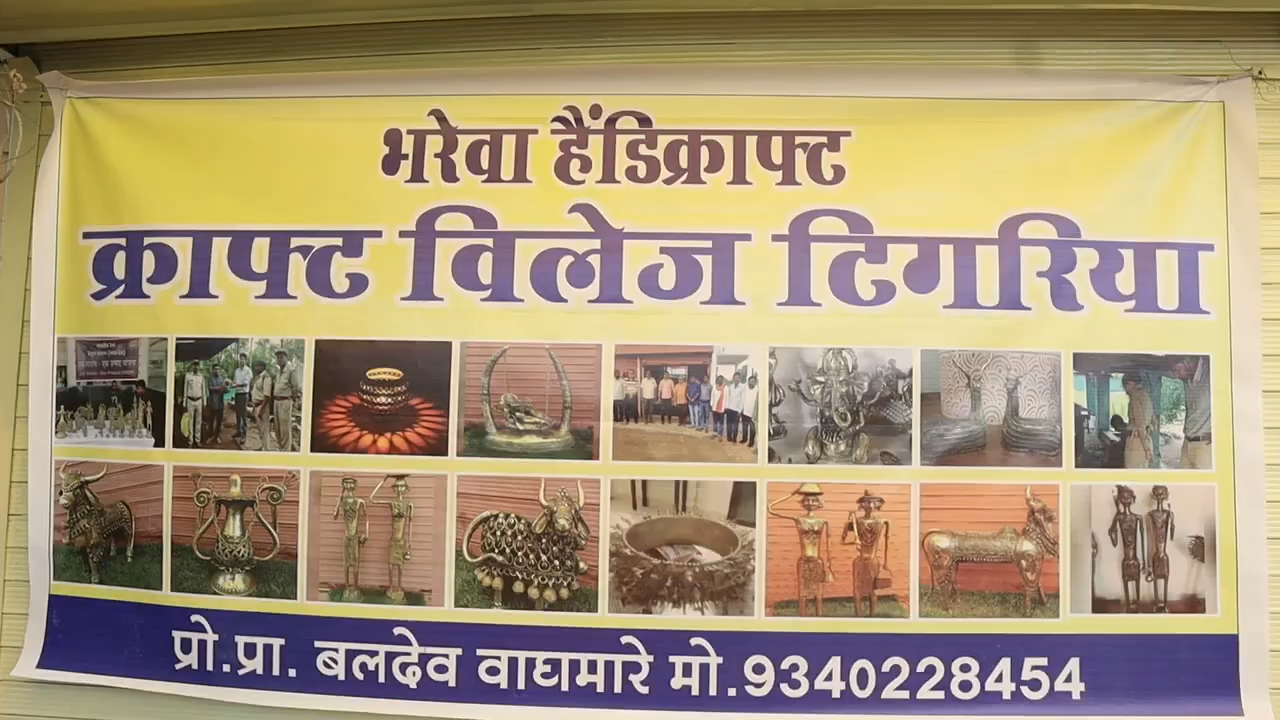 भरेवा हैंडिक्राफ्ट
क्राफ्ट विलेज टिगरिया
प्रो.प्रा. बलदेव वाघमारे मो.9340228454